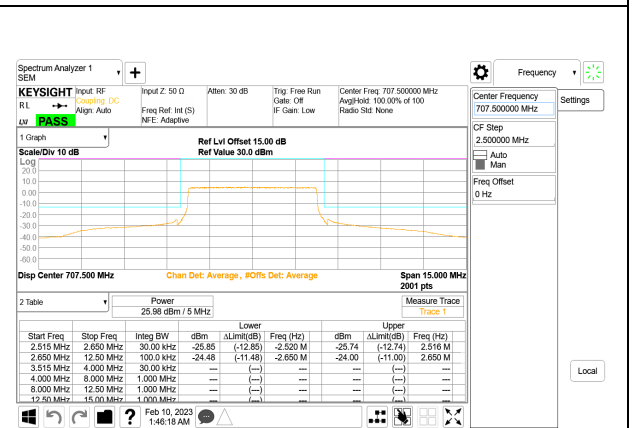 Spectrum Analyzer 1
SEM
Frequency
KEYSIGHT Input: RF Input Z: 50 Ω Atten: 30 dB Trig: Free Run Center Freq: 707.500000 MHz
RL Coupling: DC Gate: Off Avg|Hold: 100.00% of 100
Align: Auto Freq Ref: Int (S) IF Gain: Low Radio Std: None
PASS NFE: Adaptive
Center Frequency
707.500000 MHz
Settings
CF Step
2.500000 MHz
Auto
Man
Freq Offset
0 Hz
1 Graph
Ref Lvl Offset 15.00 dB
Scale/Div 10 dB Ref Value 30.0 dBm
Log
20.0
10.0
0.00
-10.0
-20.0
-30.0
-40.0
-50.0
-60.0
Disp Center 707.500 MHz Chan Det: Average, #Offs Det: Average Span 15.000 MHz
2001 pts
2 Table Power Measure Trace
25.98 dBm / 5 MHz Trace 1
Lower Upper
Start Freq Stop Freq Integ BW dBm ΔLimit(dB) Freq (Hz) dBm ΔLimit(dB) Freq (Hz)
2.515 MHz 2.650 MHz 30.00 kHz -25.85 (-12.85) -2.520 M -25.74 (-12.74) 2.516 M
2.650 MHz 12.50 MHz 100.0 kHz -24.48 (-11.48) -2.650 M -24.00 (-11.00) 2.650 M
3.515 MHz 4.000 MHz 30.00 kHz --- (---) --- --- (---) ---
4.000 MHz 8.000 MHz 1.000 MHz --- (---) --- --- (---) ---
8.000 MHz 12.50 MHz 1.000 MHz --- (---) --- --- (---) ---
12.50 MHz 15.00 MHz 1.000 MHz --- (---) --- --- (---) ---
Local
? Feb 10, 2023
1:46:18 AM